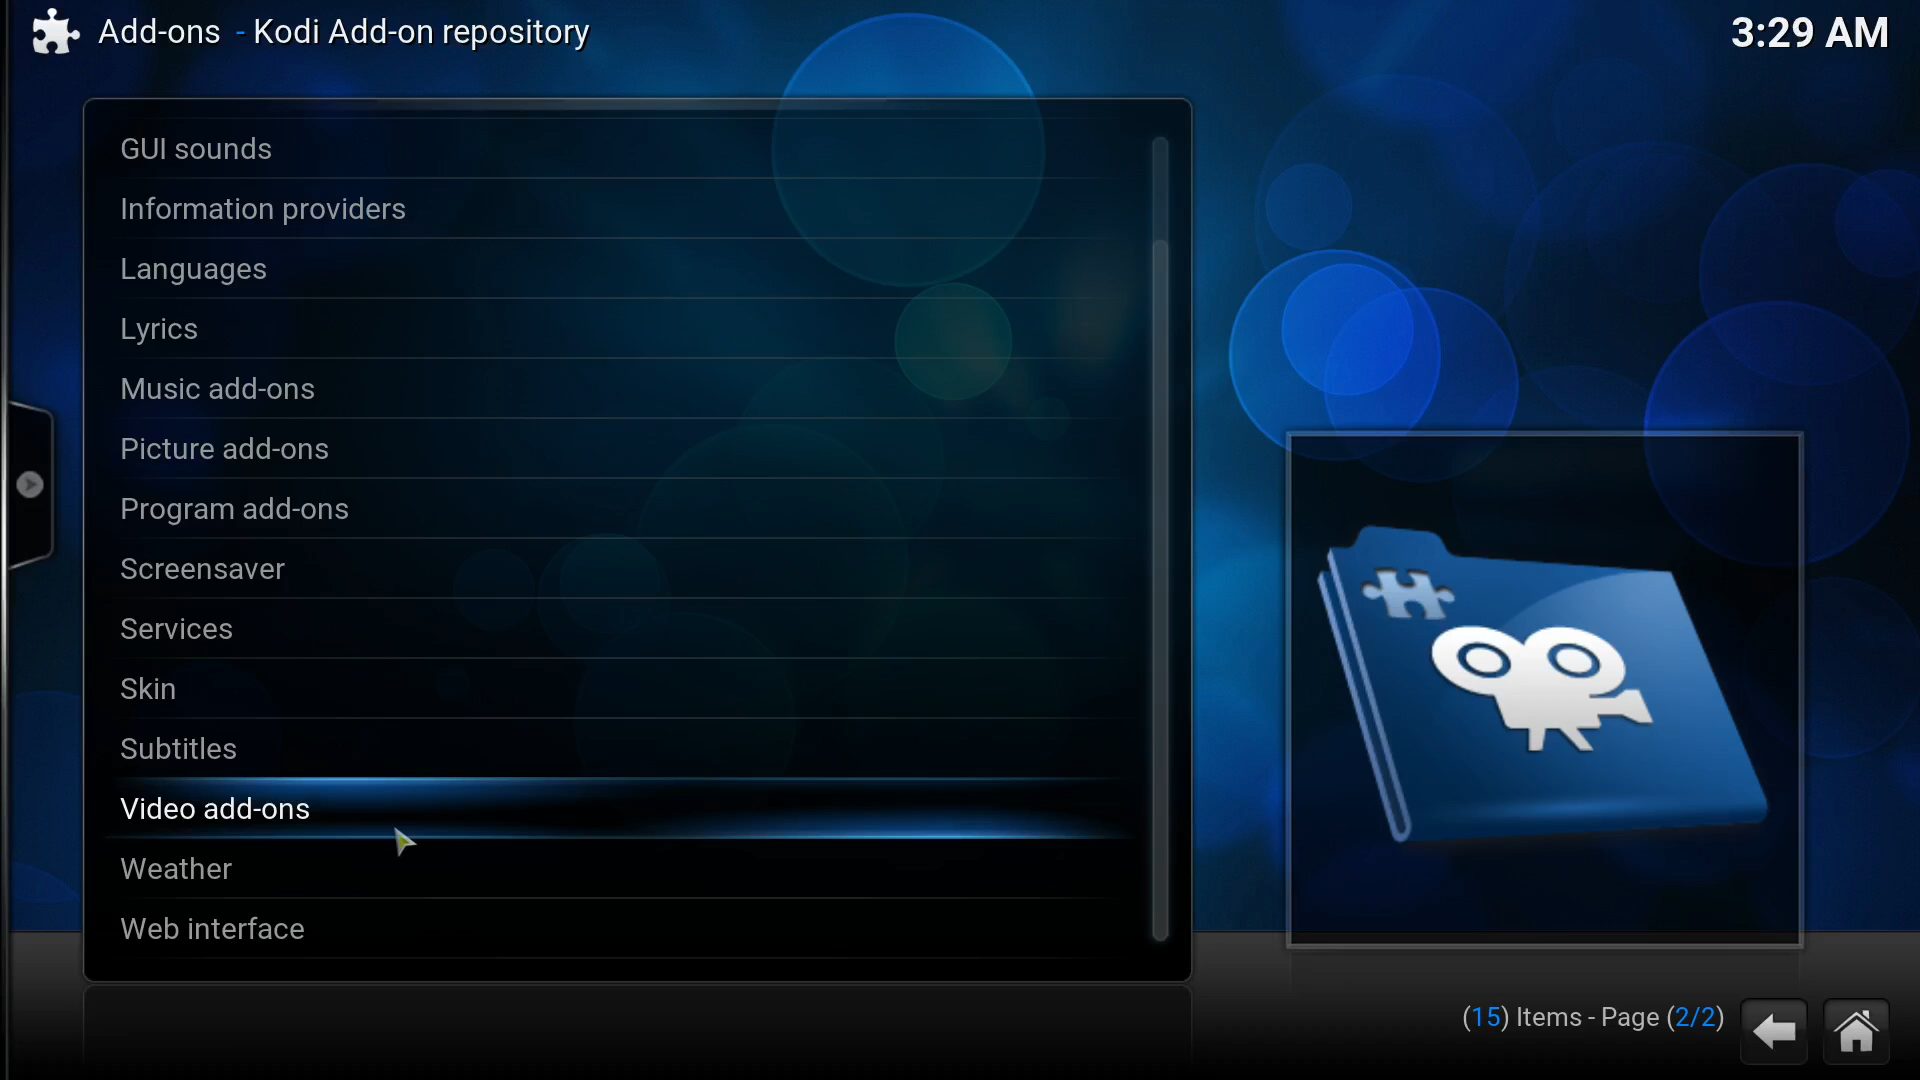 Add-ons - Kodi Add-on repository
3:29 AM
GUI sounds
Information providers
Languages
Lyrics
Music add-ons
Picture add-ons
Program add-ons
Screensaver
Services
Skin
Subtitles
Video add-ons
Weather
Web interface
(15) Items - Page (2/2)